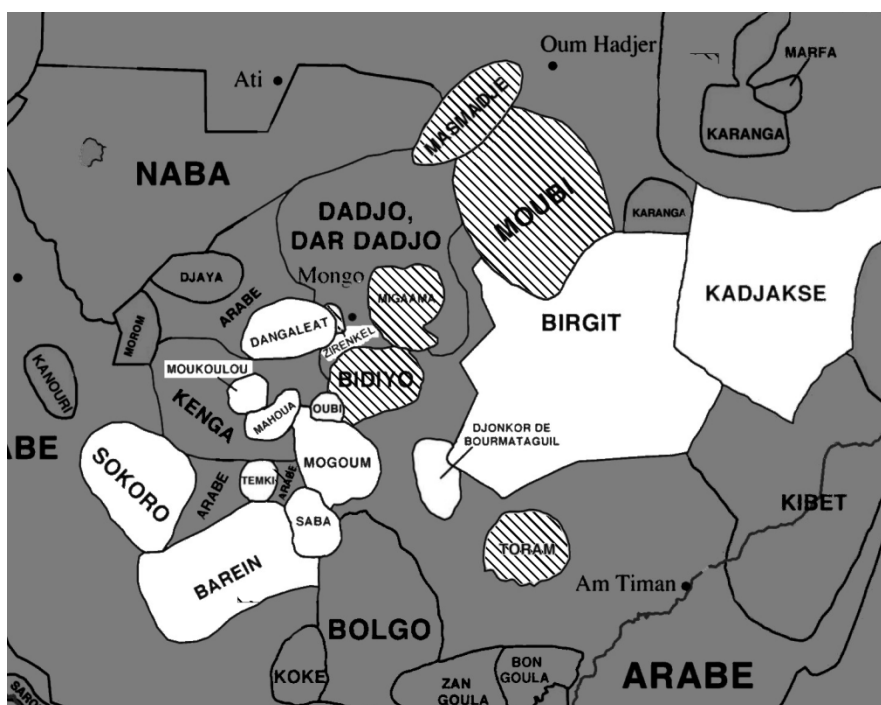 Oum Hadjer
MARFA
Ati
KARANGA
MASMADJE
NABA
MOUBI
DADJO,
DAR DADJO
KARANGA
Mongo
DJAYA
MIGAAMA
KADJAKSE
ARABE
DANGALEAT
BIRGIT
MOROM
ZIRENKEL
MOUKOULOU
BIDIYO
KANOURI
KENGA
MAHOUA
OUBI
DJONKOR DE
BOURMATAGUIL
ABE
SOKORO
MOGOUM
ARABE
TEMKI
ARABE
KIBET
SABA
TORAM
BAREIN
Am Timan
BOLGO
KOKE
BON
GOULA
ZAN
GOULA
ARABE
SARO